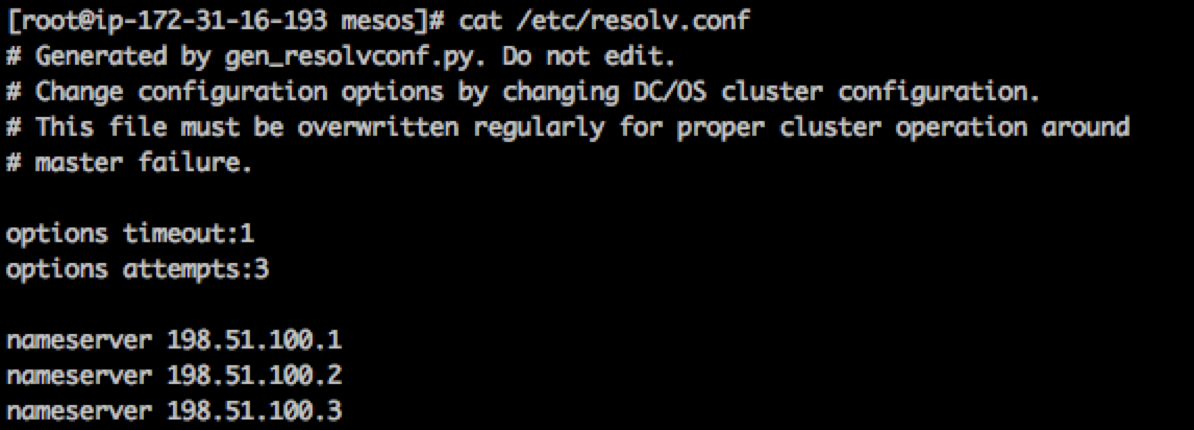 [root@ip-172-31-16-193 mesos]# cat /etc/resolv.conf
# Generated by gen_resolvconf.py. Do not edit.
# Change configuration options by changing DC/OS cluster configuration.
# This file must be overwritten regularly for proper cluster operation around
# master failure.

options timeout:1
options attempts:3

nameserver 198.51.100.1
nameserver 198.51.100.2
nameserver 198.51.100.3